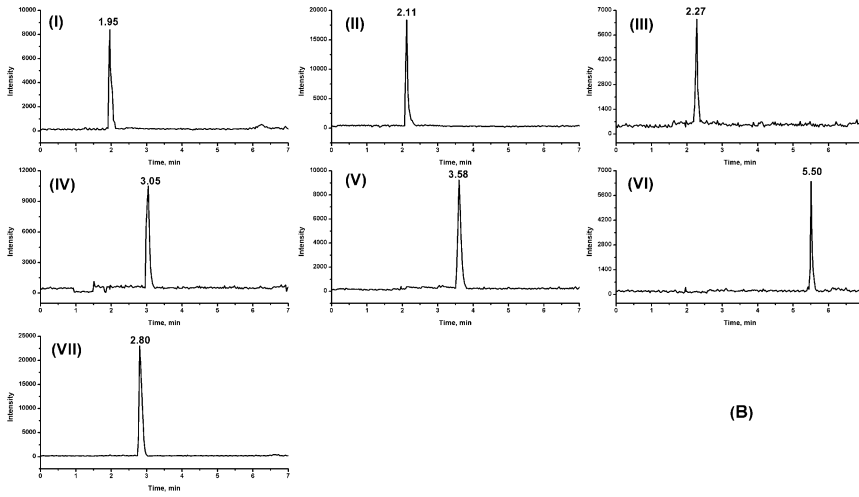 (I)
1.95
10000
8000
6000
4000
2000
0
Intensity
0 1 2 3 4 5 6 7
Time, min
(II)
2.11
20000
15000
10000
5000
0
Intensity
0 1 2 3 4 5 6 7
Time, min
(III)
2.27
7000
5600
4200
2800
1400
0
Intensity
0 1 2 3 4 5 6
Time, min
(IV)
3.05
12000
9000
6000
3000
0
Intensity
0 1 2 3 4 5 6 7
Time, min
(V)
3.58
10000
8000
6000
4000
2000
0
Intensity
0 1 2 3 4 5 6 7
Time, min
(VI)
5.50
7000
5600
4200
2800
1400
0
Intensity
0 1 2 3 4 5 6
Time, min
(VII)
2.80
25000
20000
15000
10000
5000
0
Intensity
0 1 2 3 4 5 6 7
Time, min
(B)